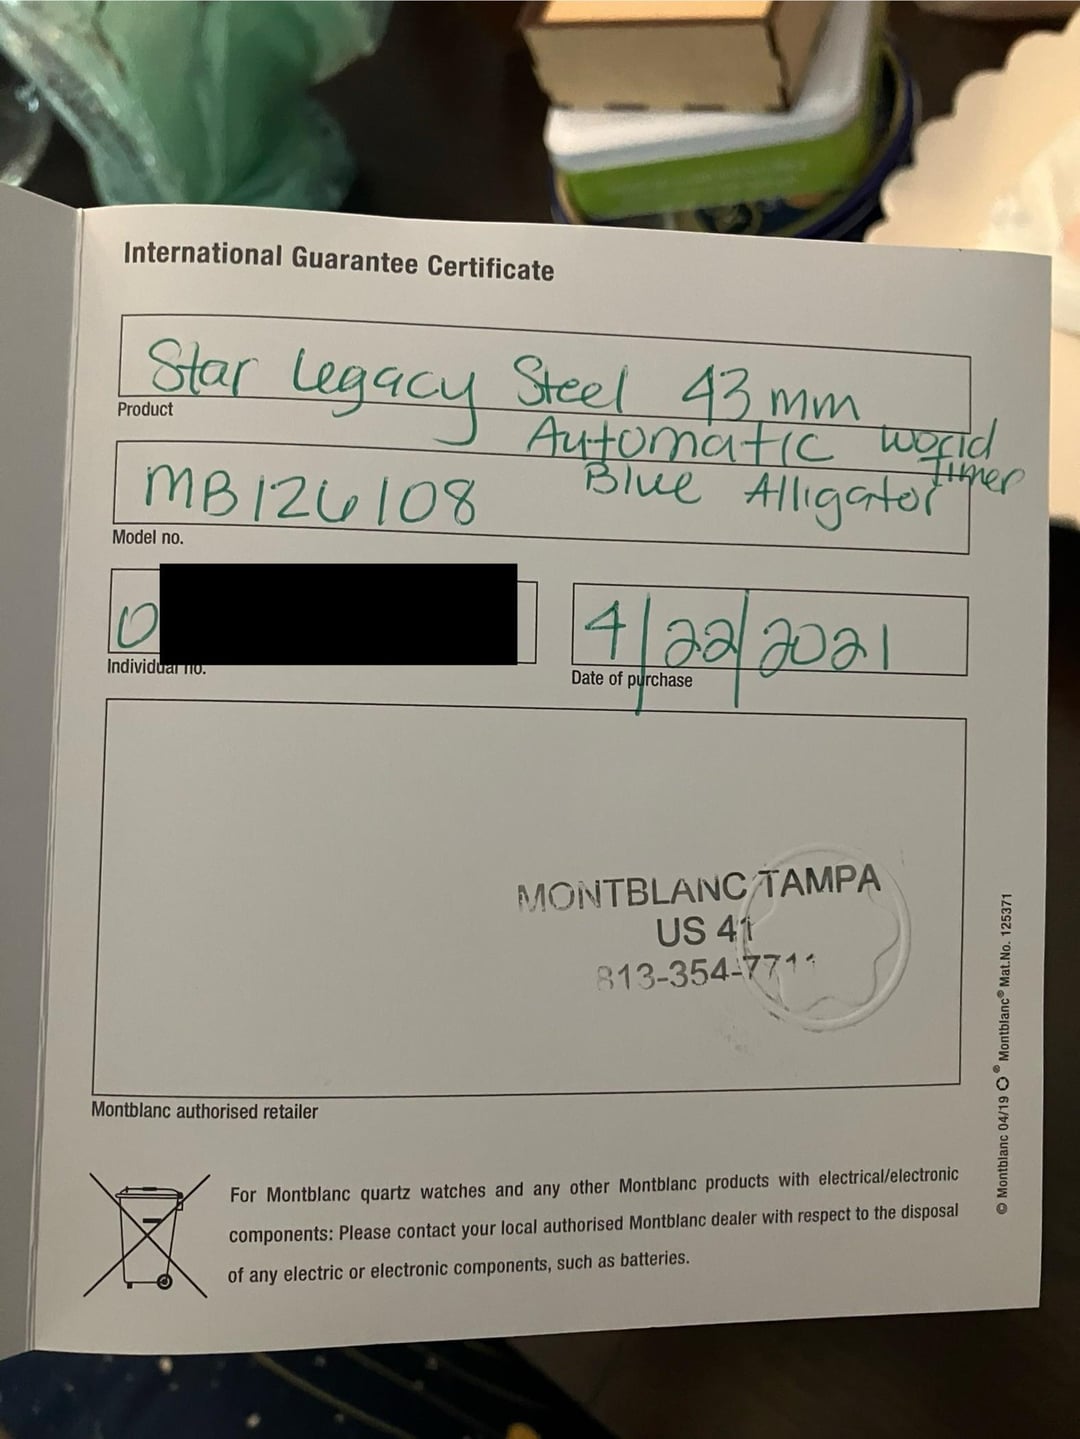 International Guarantee Certificate
Star Legacy Steel 43 mm
Product
Automatic World
Timer
Blue Alligator
MB126108
Model no.
0
Individual no.
4/22/2021
Date of purchase
MONTBLANC TAMPA
US 41
813-354-7711
Montblanc authorised retailer
For Montblanc quartz watches and any other Montblanc products with electrical/electronic
components: Please contact your local authorised Montblanc dealer with respect to the disposal
of any electric or electronic components, such as batteries.
© Montblanc 04/19 ® Montblanc® Mat.No. 125371